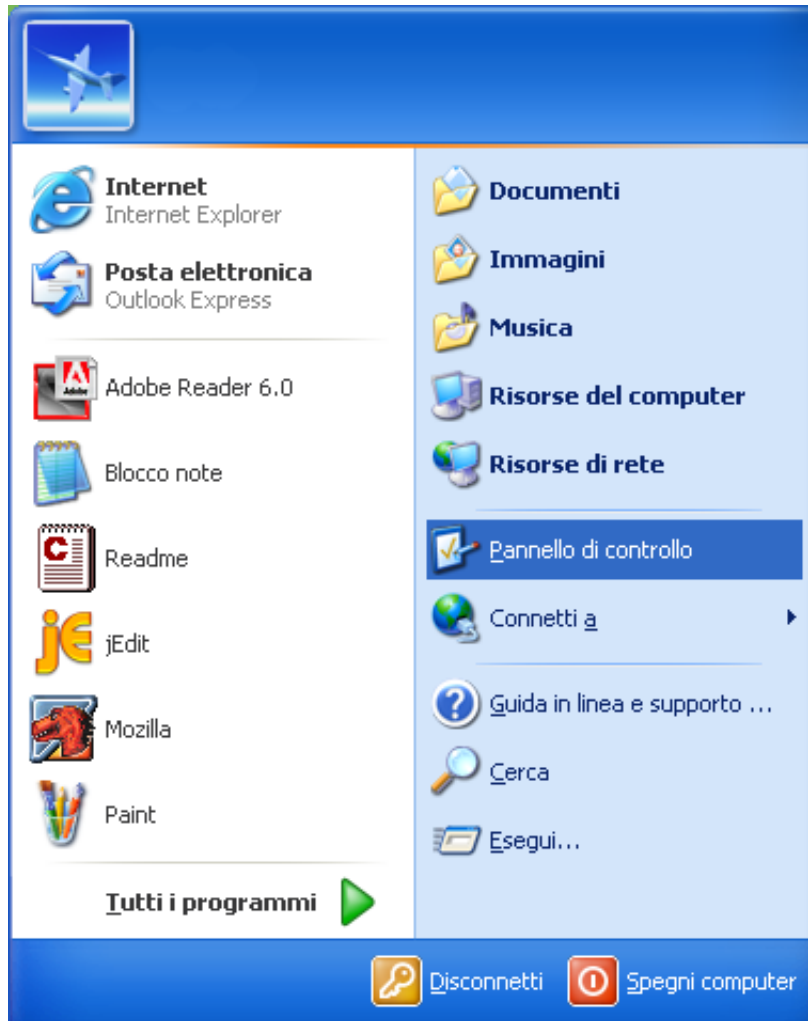 Internet
Internet Explorer
Posta elettronica
Outlook Express
Adobe Reader 6.0
Blocco note
Readme
jEdit
Mozilla
Paint
Tutti i programmi
Documenti
Immagini
Musica
Risorse del computer
Risorse di rete
Pannello di controllo
Connetti a
Guida in linea e supporto ...
Cerca
Esegui...
Disconnetti
Spegni computer